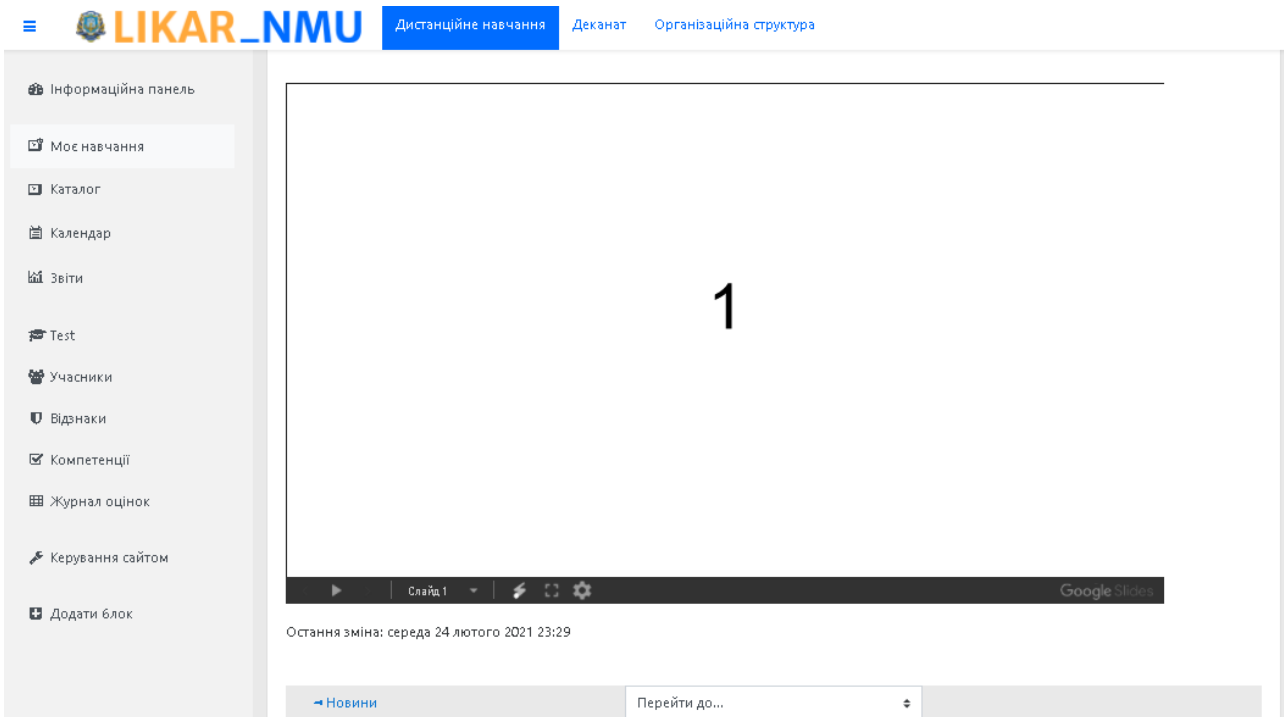 LIKAR_NMU
Дистанційне навчання
Деканат
Організаційна структура
Інформаційна панель
Моє навчання
Каталог
Календар
Звіти
Test
Учасники
Відзнаки
Компетенції
Журнал оцінок
Керування сайтом
Додати блок
1
Слайд 1
Google Slides
Остання зміна: середа 24 лютого 2021 23:29
Новини
Перейти до...